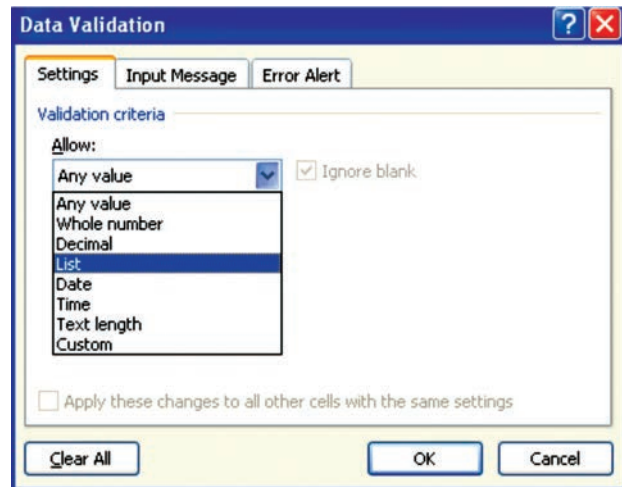 Data Validation
Settings Input Message Error Alert
Validation criteria
Allow:
Any value Ignore blank
Any value
Whole number
Decimal
List
Date
Time
Text length
Custom
Apply these changes to all other cells with the same settings
Clear All OK Cancel